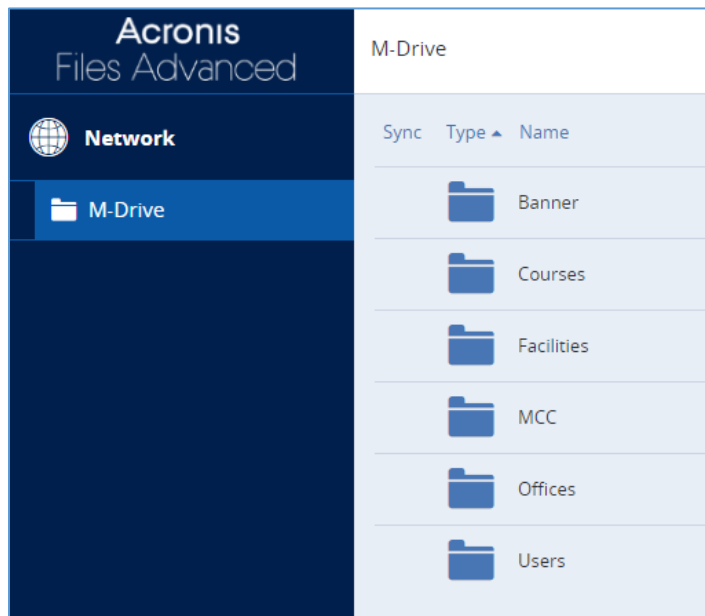 Acronis
Files Advanced
Network
M-Drive
M-Drive
Sync Type Name
Banner
Courses
Facilities
MCC
Offices
Users